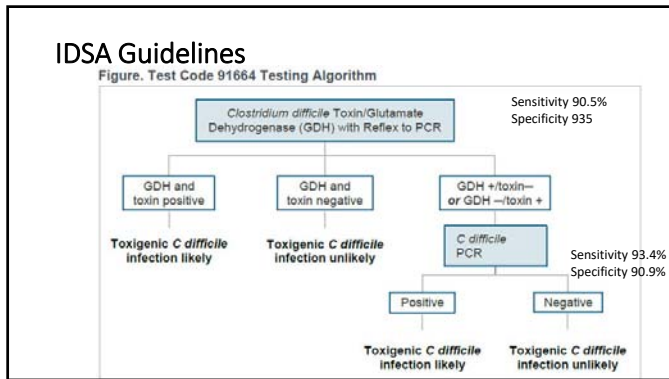 IDSA Guidelines
Figure. Test Code 91664 Testing Algorithm
Clostridium difficile Toxin/Glutamate
Dehydrogenase (GDH) with Reflex to PCR
Sensitivity 90.5%
Specificity 935
GDH and
toxin positive
GDH and
toxin negative
GDH +/toxin–
or GDH –/toxin +
Toxigenic C difficile
infection likely
Toxigenic C difficile
infection unlikely
C difficile
PCR
Sensitivity 93.4%
Specificity 90.9%
Positive
Negative
Toxigenic C difficile
infection likely
Toxigenic C difficile
infection unlikely